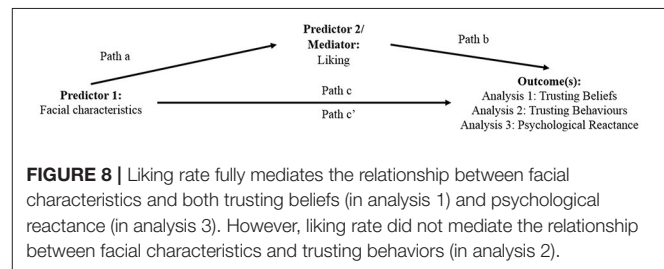 Predictor 2/
Mediator:
Liking
Path a
Path b
Predictor 1:
Facial characteristics
Path c
Path c'
Outcome(s):
Analysis 1: Trusting Beliefs
Analysis 2: Trusting Behaviours
Analysis 3: Psychological Reactance
FIGURE 8 | Liking rate fully mediates the relationship between facial
characteristics and both trusting beliefs (in analysis 1) and psychological
reactance (in analysis 3). However, liking rate did not mediate the relationship
between facial characteristics and trusting behaviors (in analysis 2).